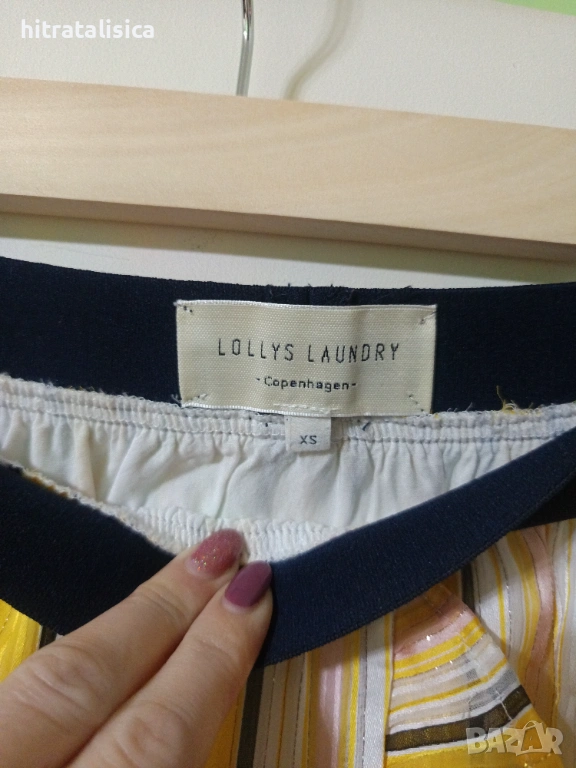 hitratalisica
LOLLYS LAUNDRY
-Copenhagen-
XS
BAZAR